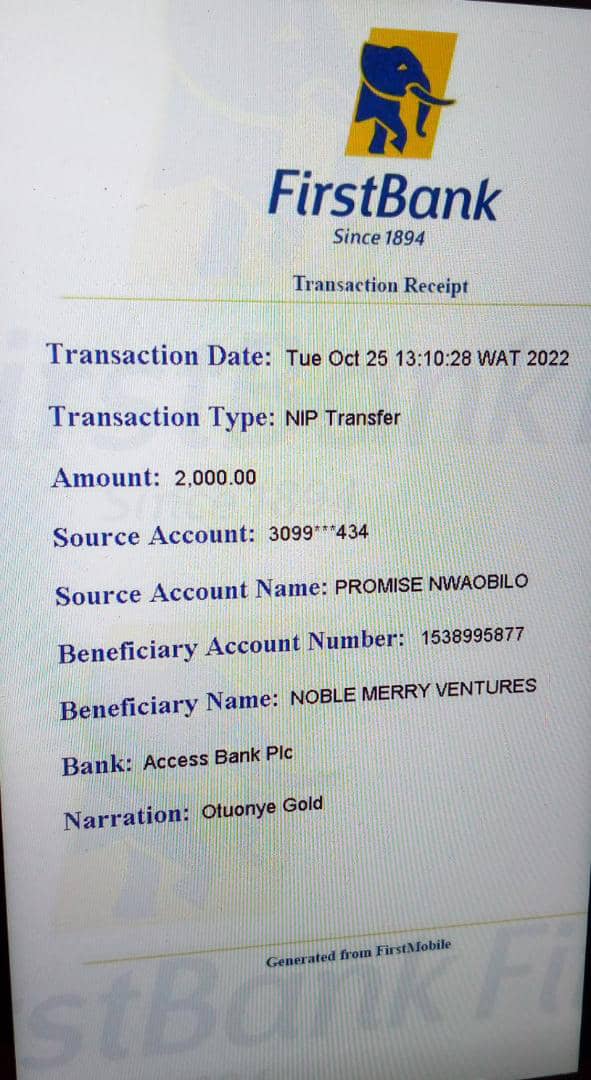 FirstBank
Since 1894
Transaction Receipt
Transaction Date: Tue Oct 25 13:10:28 WAT 2022
Transaction Type: NIP Transfer
Amount: 2,000.00
Source Account: 3099***434
Source Account Name: PROMISE NWAOBILO
Beneficiary Account Number: 1538995877
Beneficiary Name: NOBLE MERRY VENTURES
Bank: Access Bank Plc
Narration: Otuonye Gold
Generated from FirstMobile
stBank Fi